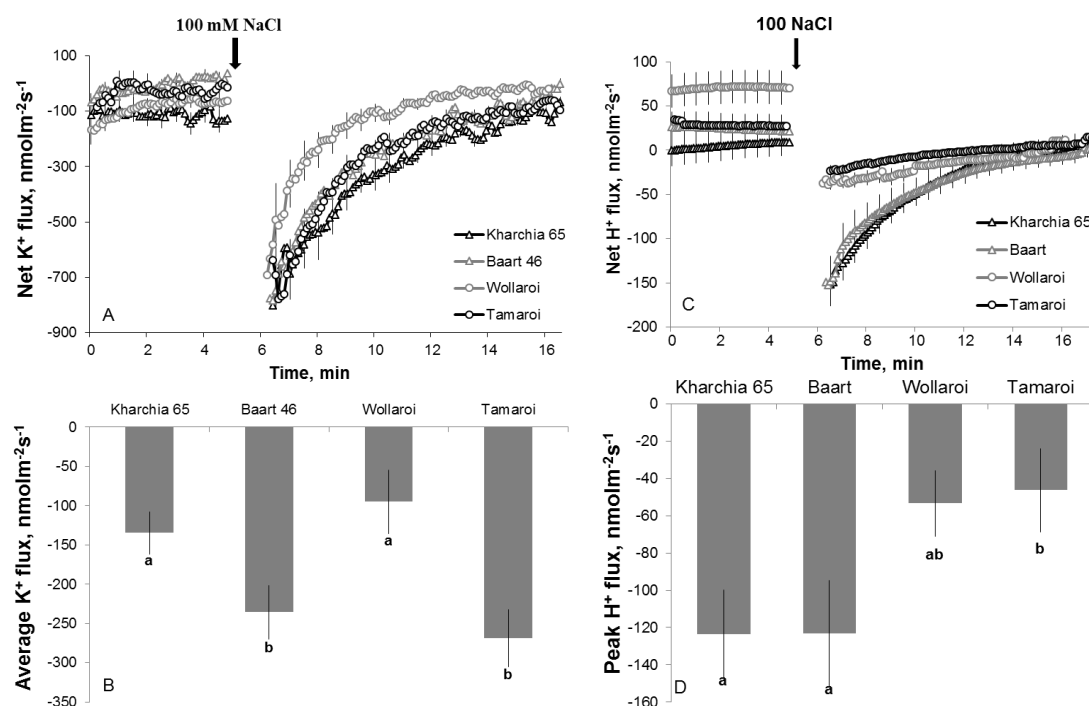 100 mM NaCl
Net K⁺ flux, nmolm⁻²s⁻¹
100
-100
-300
-500
-700
-900
0 2 4 6 8 10 12 14 16
Time, min
Kharchia 65
Baart 46
Wollaroi
Tamaroi
A
100 NaCl
Net H⁺ flux, nmolm⁻²s⁻¹
100
50
0
-50
-100
-150
-200
0 2 4 6 8 10 12 14 16
Time, min
Kharchia 65
Baart
Wollaroi
Tamaroi
C
Kharchia 65 Baart 46 Wollaroi Tamaroi
Average K⁺ flux, nmolm⁻²s⁻¹
0
-50
-100
-150
-200
-250
-300
-350
a b a b
B
Kharchia 65 Baart Wollaroi Tamaroi
Peak H⁺ flux, nmolm⁻²s⁻¹
0
-20
-40
-60
-80
-100
-120
-140
-160
a a ab b
D